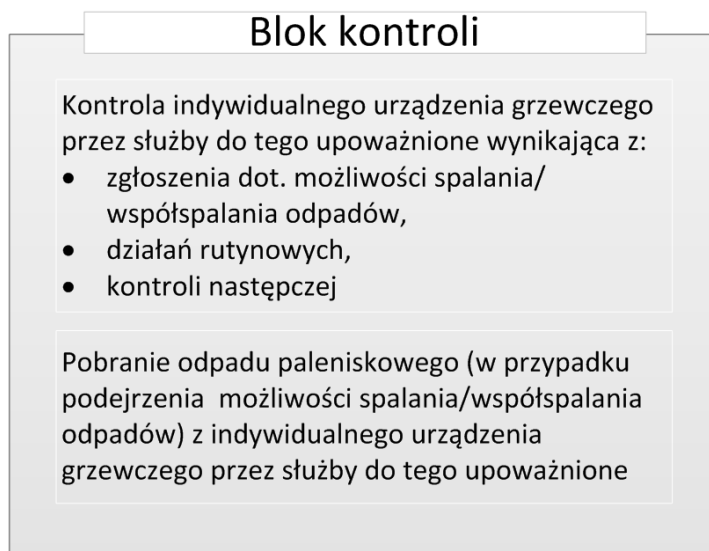 Blok kontroli
Kontrola indywidualnego urządzenia grzewczego
przez służby do tego upoważnione wynikająca z:
• zgłoszenia dot. możliwości spalania/
współspalania odpadów,
• działań rutynowych,
• kontroli następczej
Pobranie odpadu paleniskowego (w przypadku
podejrzenia możliwości spalania/współspalania
odpadów) z indywidualnego urządzenia
grzewczego przez służby do tego upoważnione